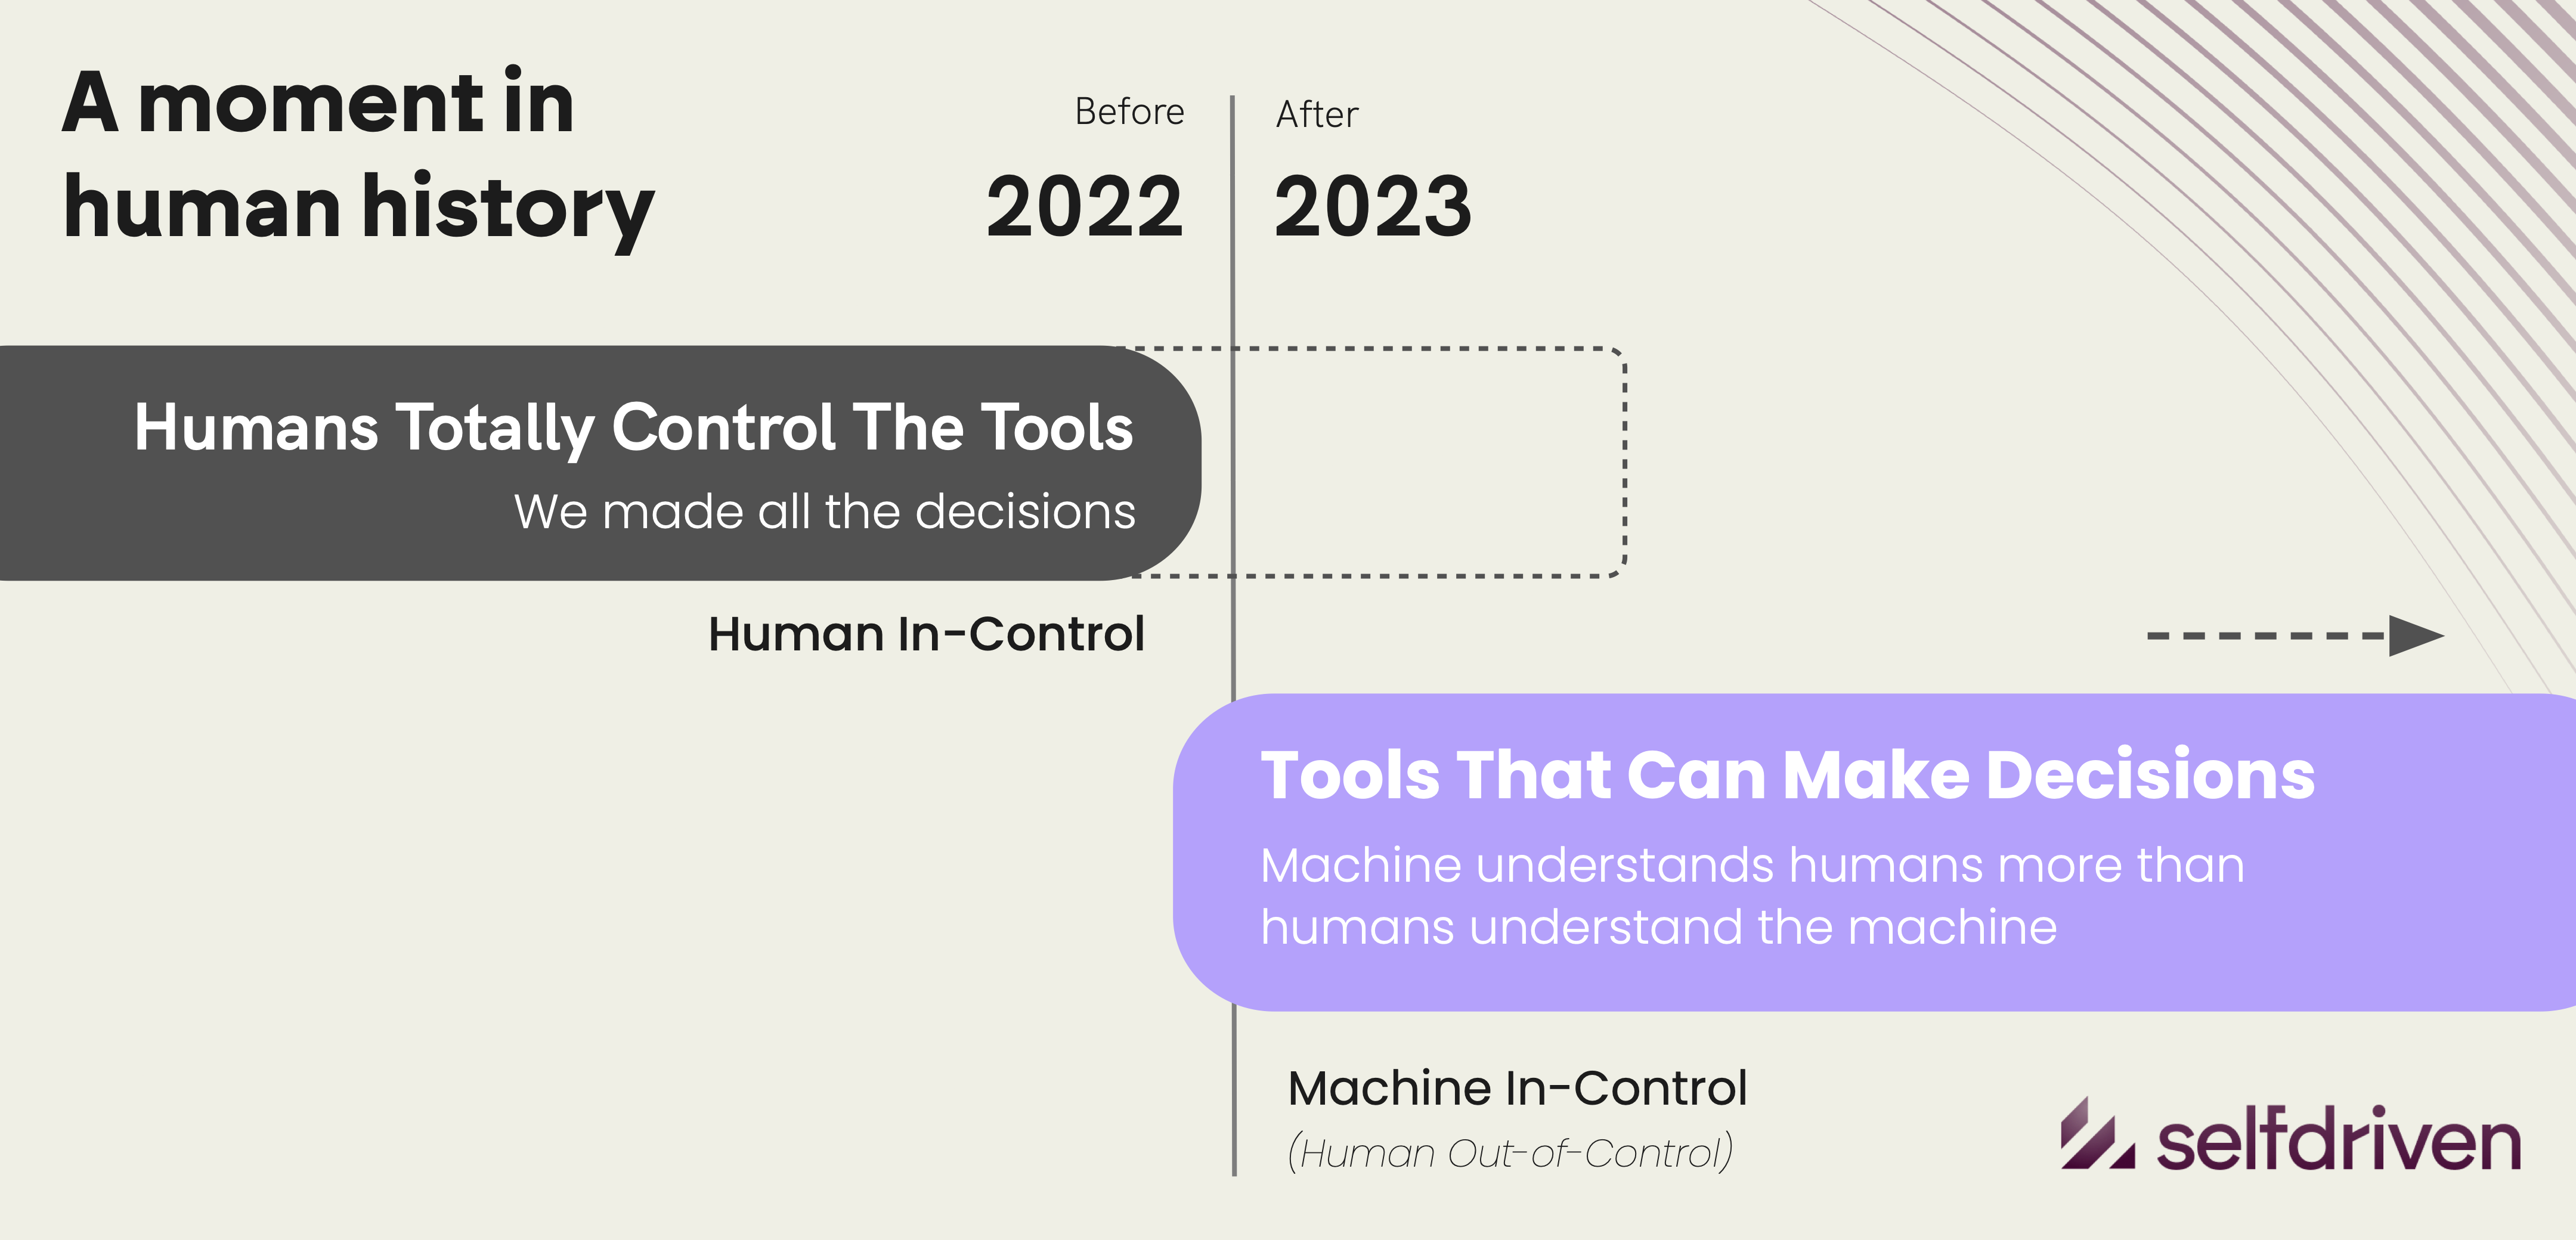 A moment in
human history
Before
2022
After
2023
Humans Totally Control The Tools
We made all the decisions
Human In-Control
Tools That Can Make Decisions
Machine understands humans more than
humans understand the machine
Machine In-Control
(Human Out-of-Control)
selfdriven